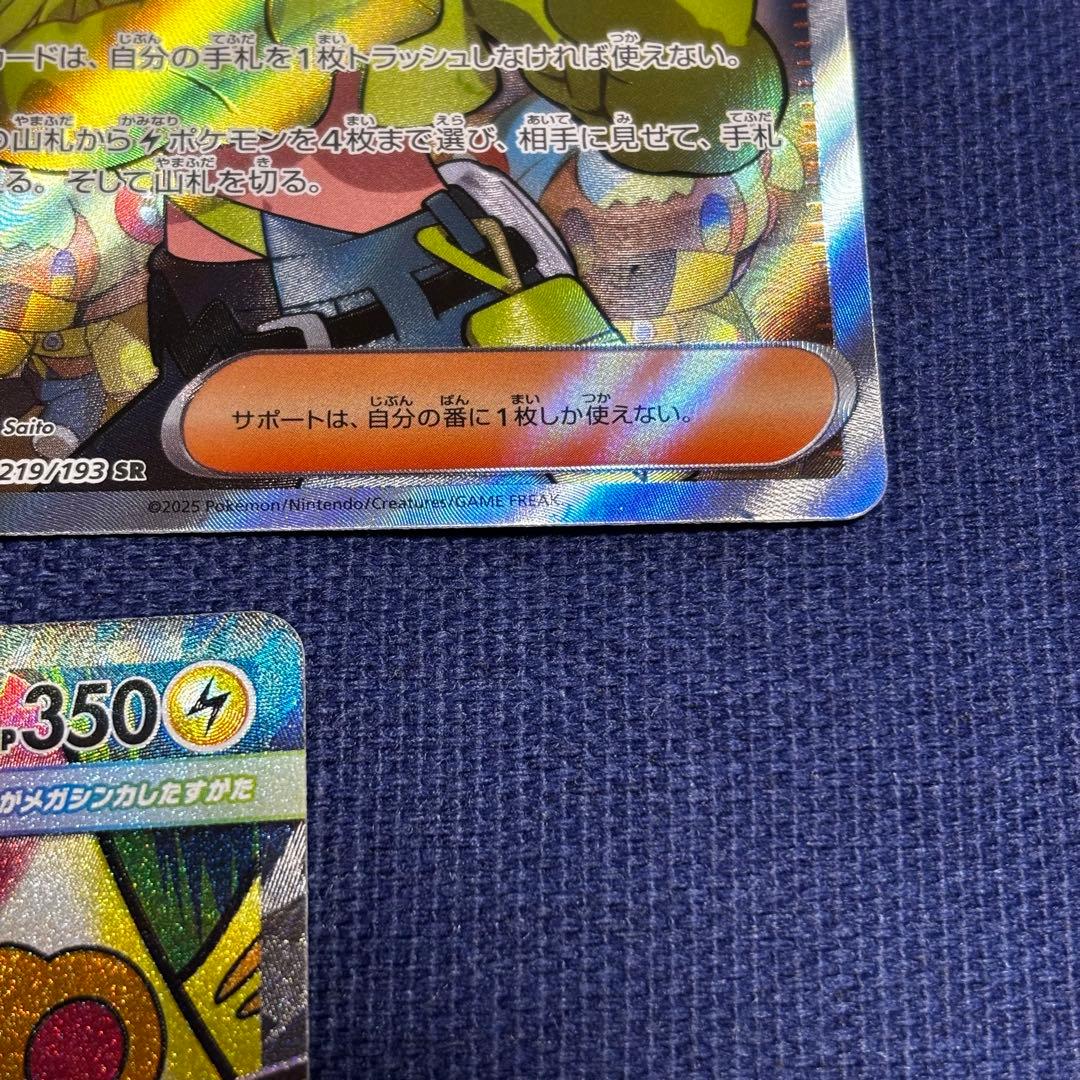 ードは、自分の手札を1枚トラッシュしなければ使えない。
山札からポケモンを4枚まで選び、相手に見せて、手札
る。そして山札を切る。
サポートは、自分の番に1枚しか使えない。
Saito
219/193 SR
©2025 Pokémon/Nintendo/Creatures/GAME FREAK
350
がメガシンカしたすがた